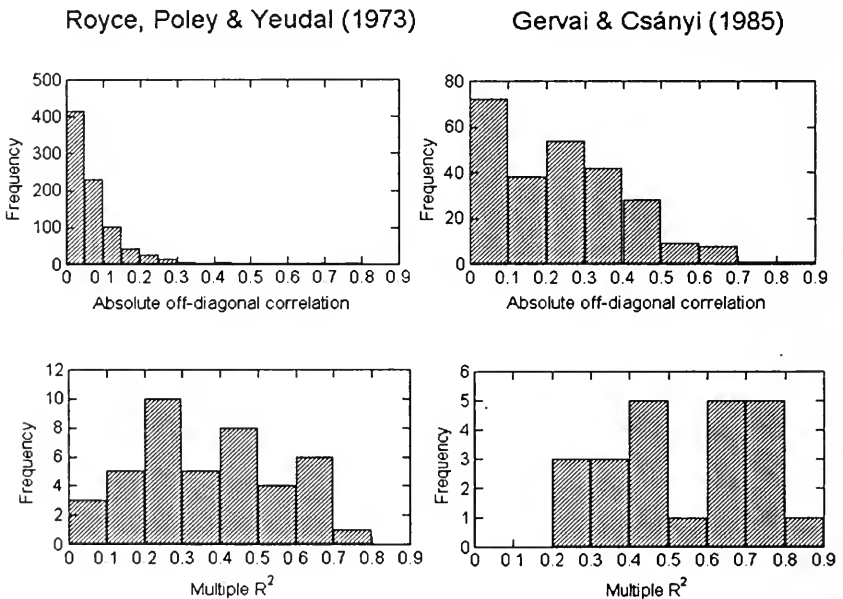 Royce, Poley & Yeudal (1973)
Gervai & Csányi (1985)
500
400
300
200
100
0
Frequency
0 0.1 0.2 0.3 0.4 0.5 0.6 0.7 0.8 0.9
Absolute off-diagonal correlation
80
60
40
20
0
Frequency
0 0.1 0.2 0.3 0.4 0.5 0.6 0.7 0.8 0.9
Absolute off-diagonal correlation
12
10
8
6
4
2
0
Frequency
0 0.1 0.2 0.3 0.4 0.5 0.6 0.7 0.8 0.9
Multiple R²
6
5
4
3
2
1
0
Frequency
0 0.1 0.2 0.3 0.4 0.5 0.6 0.7 0.8 0.9
Multiple R²